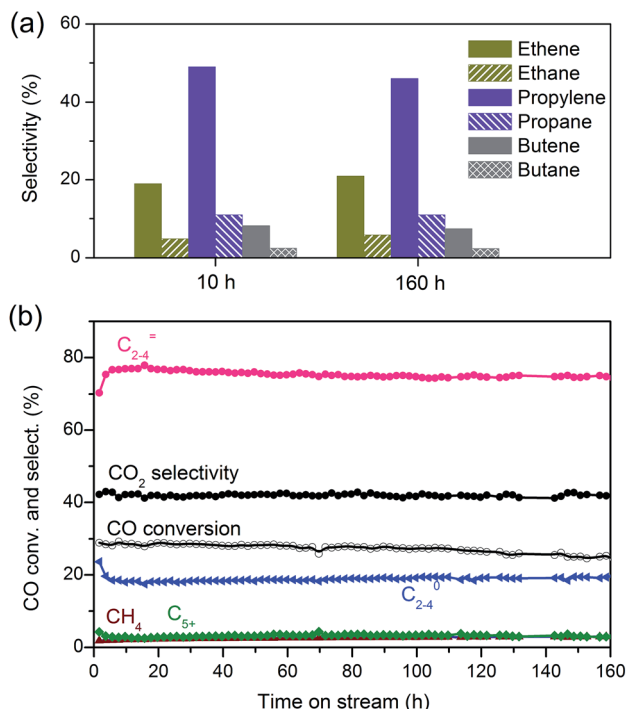 (a)
60
40
20
0
Selectivity (%)
Ethene
Ethane
Propylene
Propane
Butene
Butane
10 h
160 h
(b)
80
60
40
20
0
CO conv. and select. (%)
C2-4=
CO2 selectivity
CO conversion
C2-40
CH4
C5+
0 20 40 60 80 100 120 140 160
Time on stream (h)